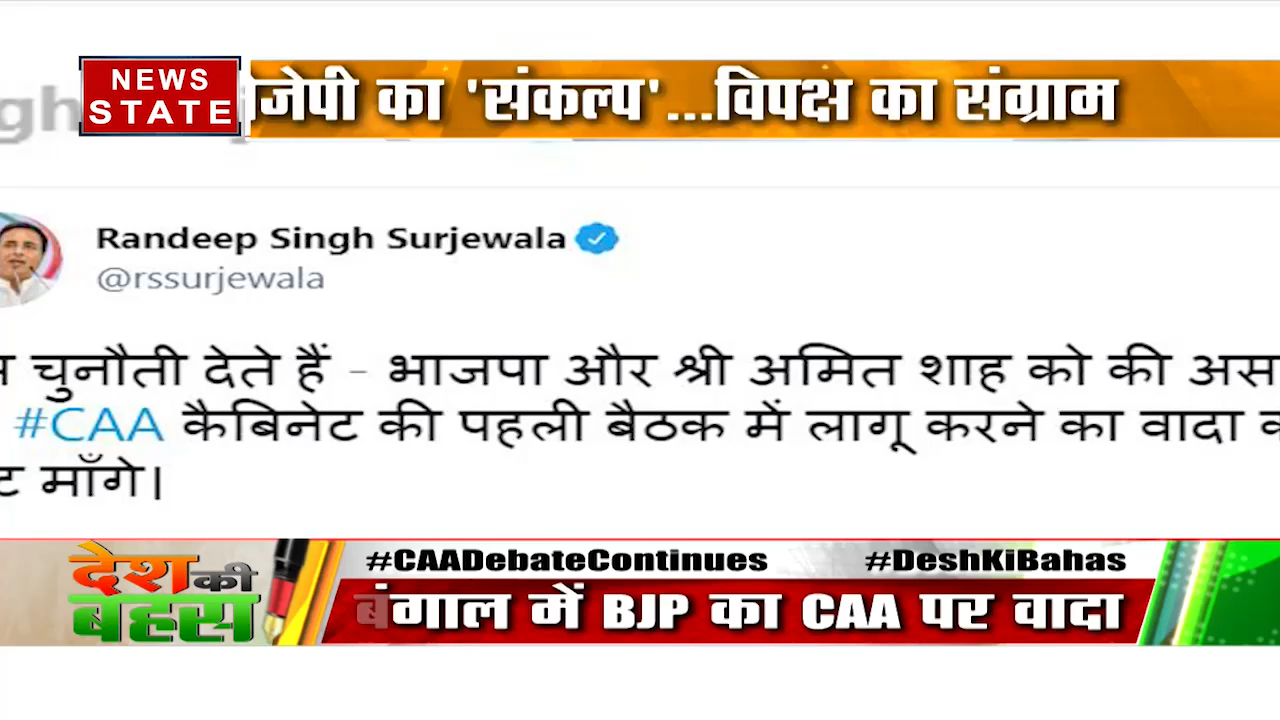 NEWS
STATE
का 'संकल्प'...विपक्ष का संग्राम
Randeep Singh Surjewala
@rssurjewala
चुनौती देते हैं - भाजपा और श्री अमित शाह को की
#CAA कैबिनेट की पहली बैठक में लागू करने का वादा
माँगे।
देश की
बहस
#CAADebateContinues #DeshKiBahas
बंगाल में BJP का CAA पर वादा